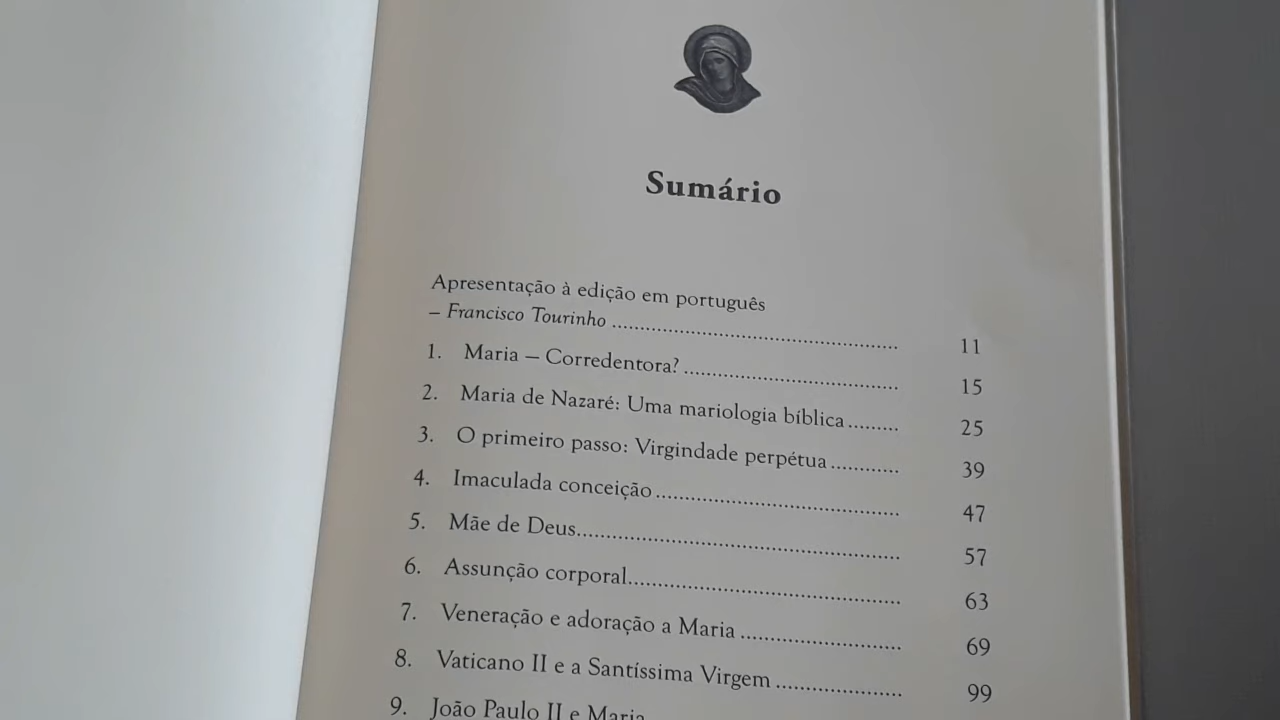 Sumário
Apresentação à edição em português
– Francisco Tourinho ........................................................ 11
1. Maria – Corredentora? .......................................... 15
2. Maria de Nazaré: Uma mariologia bíblica ......... 25
3. O primeiro passo: Virgindade perpétua ............ 39
4. Imaculada conceição ................................................ 47
5. Mãe de Deus ................................................................ 57
6. Assunção corporal ..................................................... 63
7. Veneração e adoração a Maria ............................... 69
8. Vaticano II e a Santíssima Virgem ........................ 99
9. João Paulo II e Maria